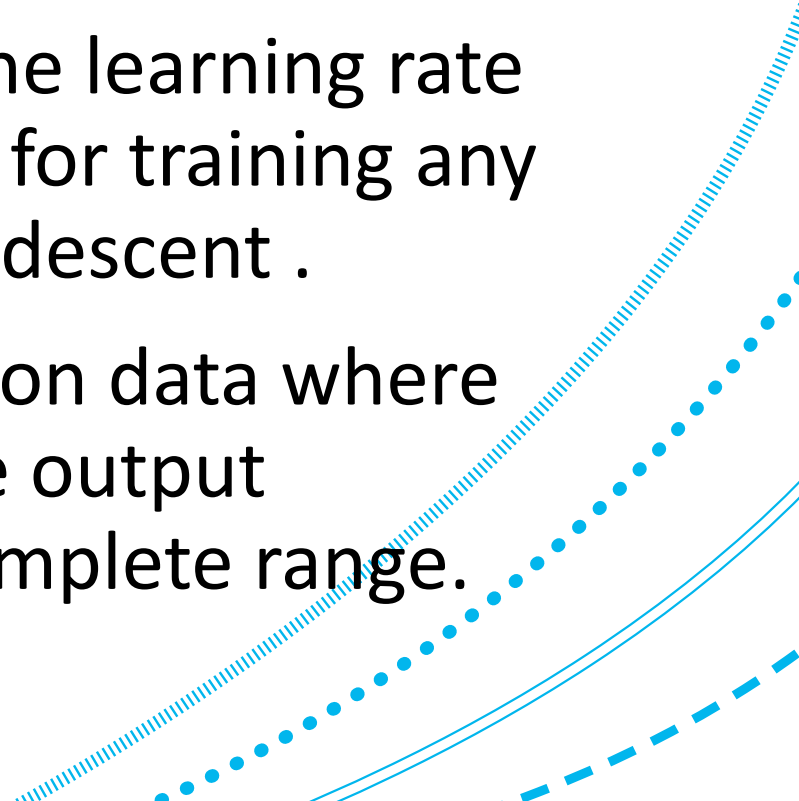 he learning rate
for training any
descent .
on data where
e output
mplete range.